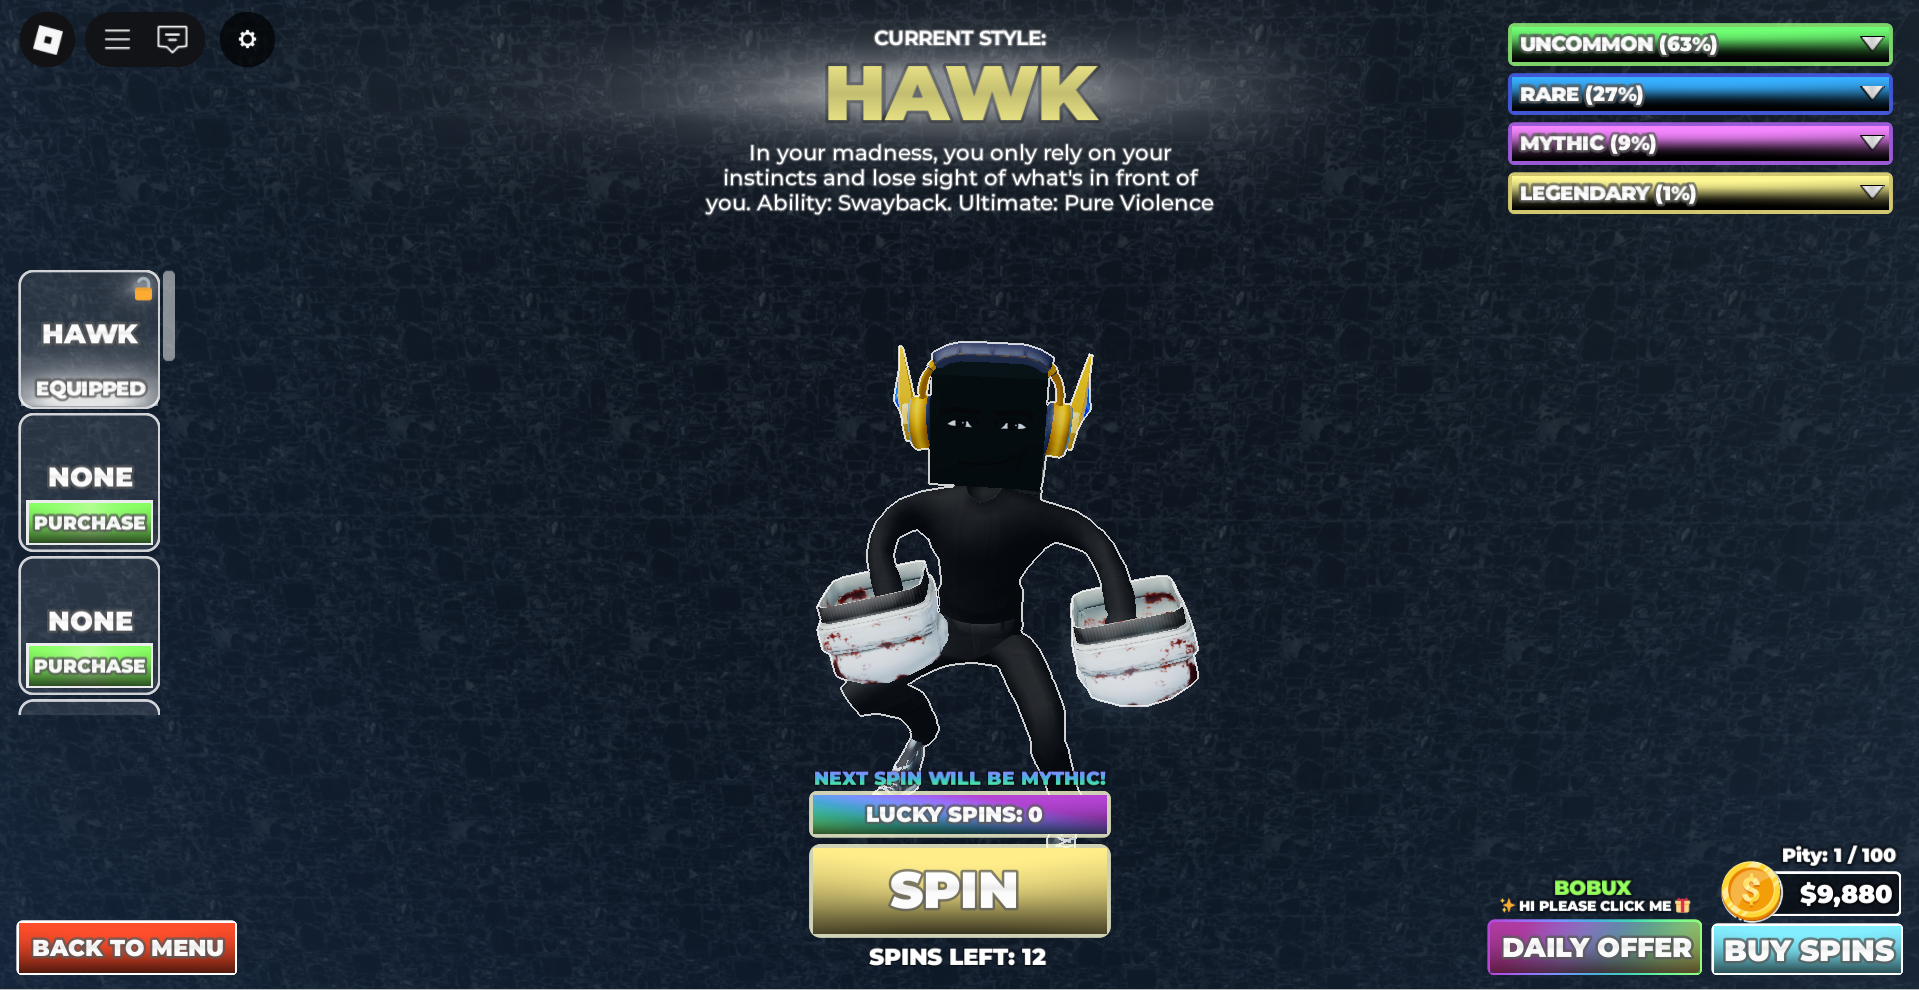 CURRENT STYLE:
HAWK
In your madness, you only rely on your
instincts and lose sight of what's in front of
you. Ability: Swayback. Ultimate: Pure Violence
UNCOMMON (63%)
RARE (27%)
MYTHIC (9%)
LEGENDARY (1%)
HAWK
EQUIPPED
NONE
PURCHASE
NONE
PURCHASE
NEXT SPIN WILL BE MYTHIC!
LUCKY SPINS: 0
SPIN
SPINS LEFT: 12
BACK TO MENU
Pity: 1 / 100
$9,880
BOBUX
✨HI PLEASE CLICK ME🎁
DAILY OFFER
BUY SPINS